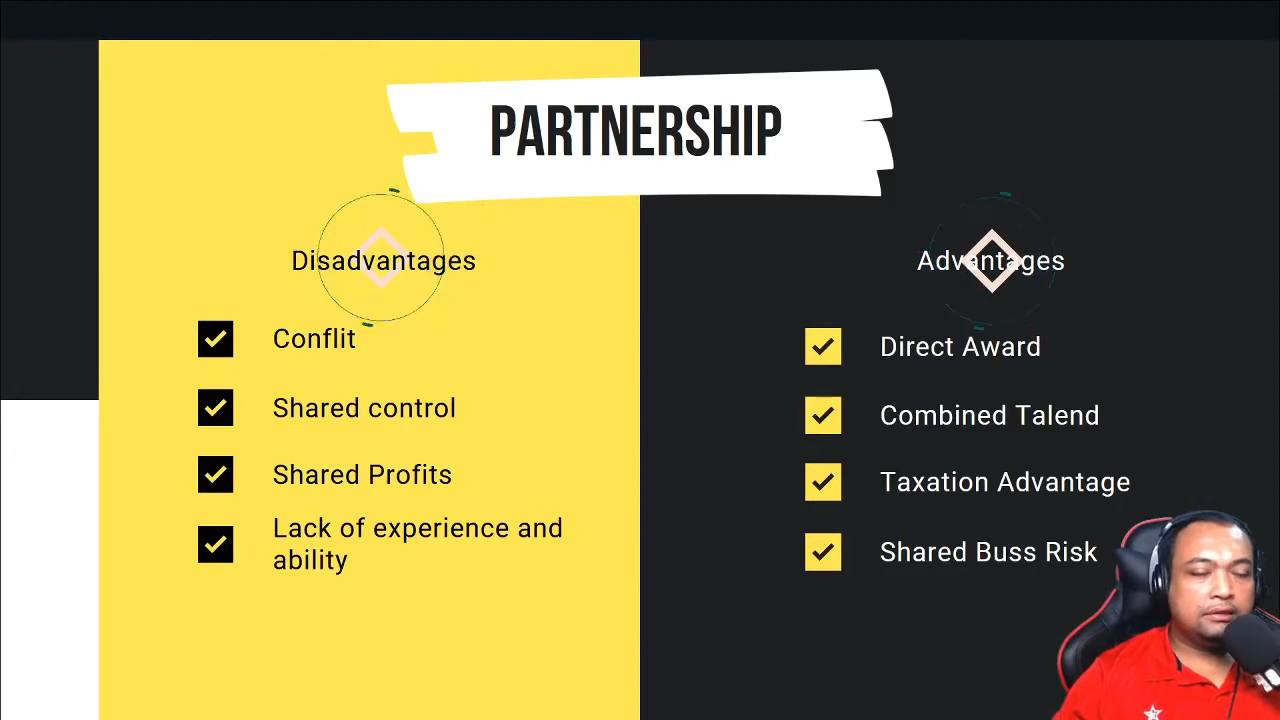 PARTNERSHIP
Disadvantages
Conflit
Shared control
Shared Profits
Lack of experience and
ability
Advantages
Direct Award
Combined Talend
Taxation Advantage
Shared Buss Risk